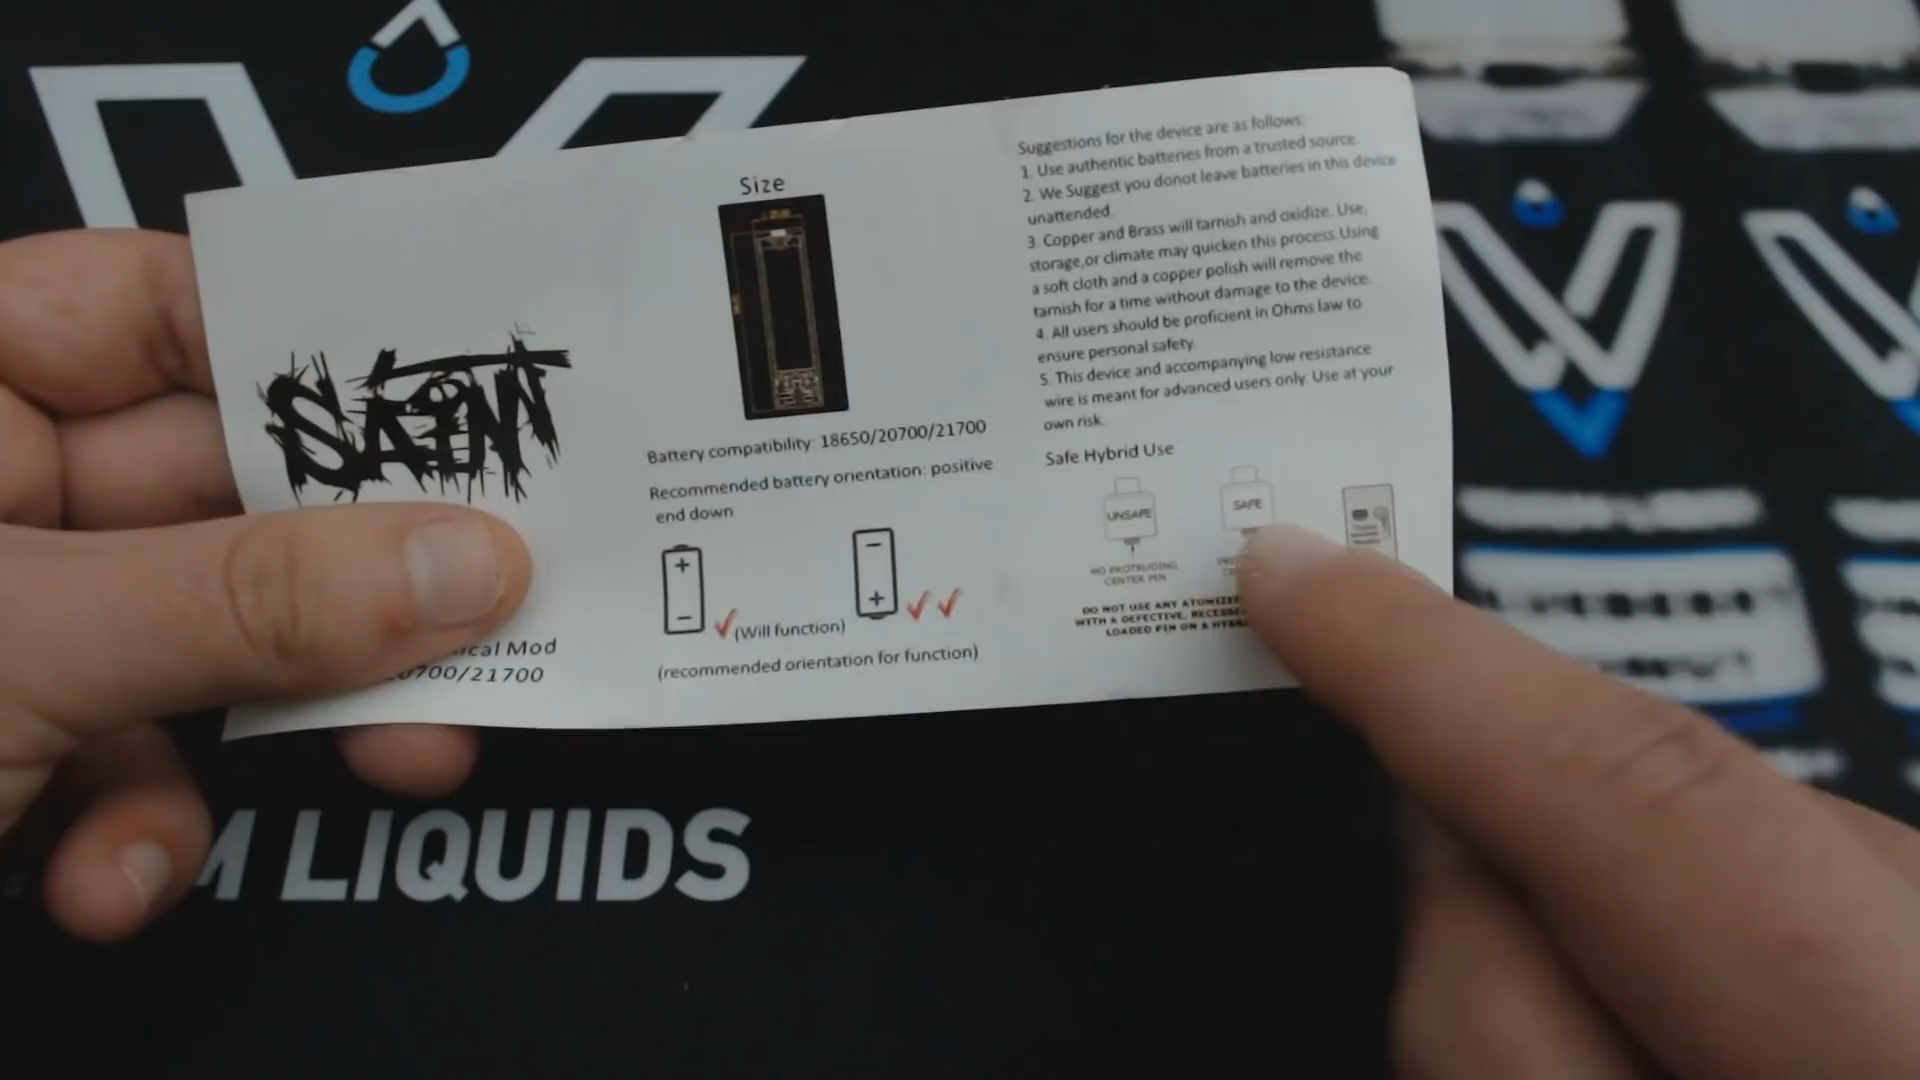 SAINT
ical Mod
20700/21700
Size
Battery compatibility: 18650/20700/21700
Recommended battery orientation: positive
end down
+
−
(Will function)
−
+
(recommended orientation for function)
Suggestions for the device are as follows:
1. Use authentic batteries from a trusted source.
2. We Suggest you donot leave batteries in this device
unattended.
3. Copper and Brass will tarnish and oxidize. Use,
storage,or climate may quicken this process.Using
a soft cloth and a copper polish will remove the
tarnish for a time without damage to the device.
4. All users should be proficient in Ohms law to
ensure personal safety.
5. This device and accompanying low resistance
wire is meant for advanced users only. Use at your
own risk.
Safe Hybrid Use
UNSAFE
SAFE
NO PROTRUDING
CENTER PIN
DO NOT USE ANY ATOMIZER
WITH A DEFECTIVE, RECESSED
LOADED PIN ON A HYBR
M LIQUIDS